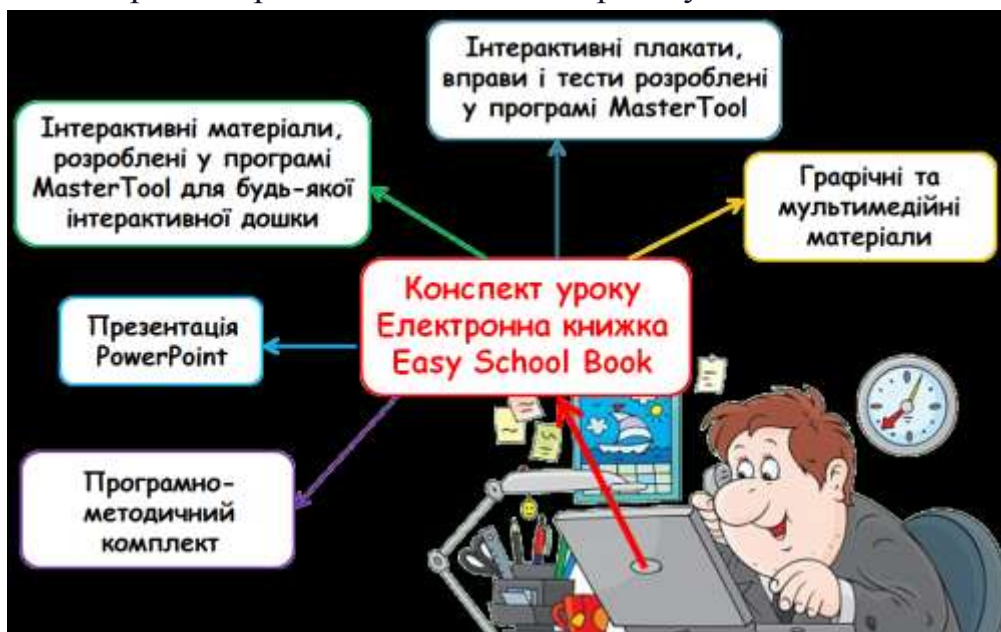 Інтерактивні плакати,
вправи і тести розроблені
у програмі MasterTool
Інтерактивні матеріали,
розроблені у програмі
MasterTool для будь-якої
інтерактивної дошки
Графічні та
мультимедійні
матеріали
Конспект уроку
Електронна книжка
Easy School Book
Презентація
PowerPoint
Програмно-
методичний
комплект